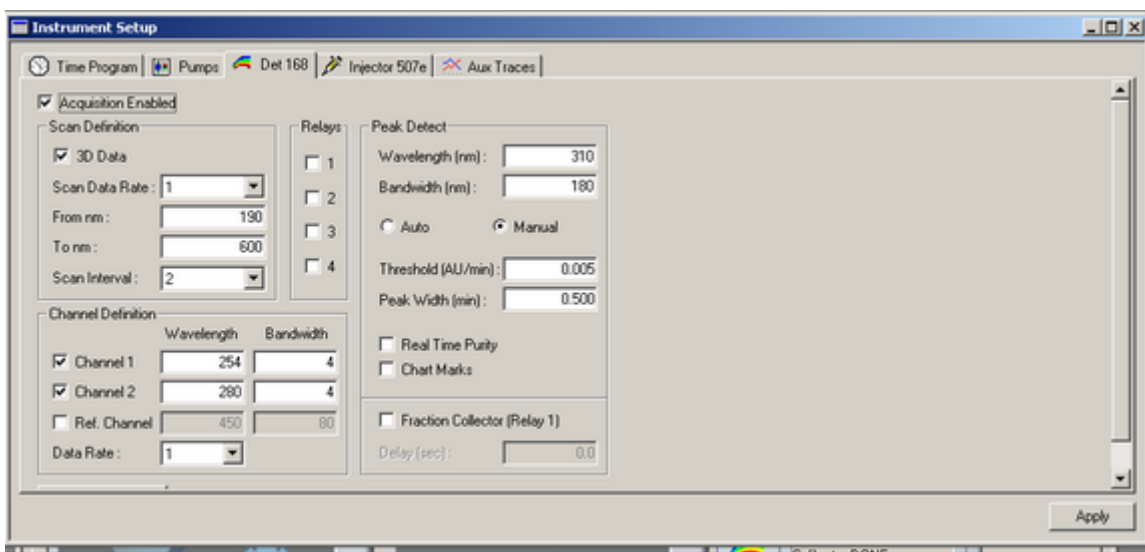 Instrument Setup
Time Program Pumps Det 168 Injector 507e Aux Traces
Acquisition Enabled
Scan Definition
3D Data
Scan Data Rate : 1
From nm : 190
To nm : 600
Scan Interval : 2
Relays
1
2
3
4
Peak Detect
Wavelength (nm) : 310
Bandwidth (nm) : 180
Auto Manual
Threshold (AU/min) : 0.005
Peak Width (min) : 0.500
Real Time Purity
Chart Marks
Fraction Collector (Relay 1)
Delay (sec) : 0.0
Channel Definition
Wavelength Bandwidth
Channel 1 254 4
Channel 2 280 4
Ref. Channel 450 80
Data Rate : 1
Apply